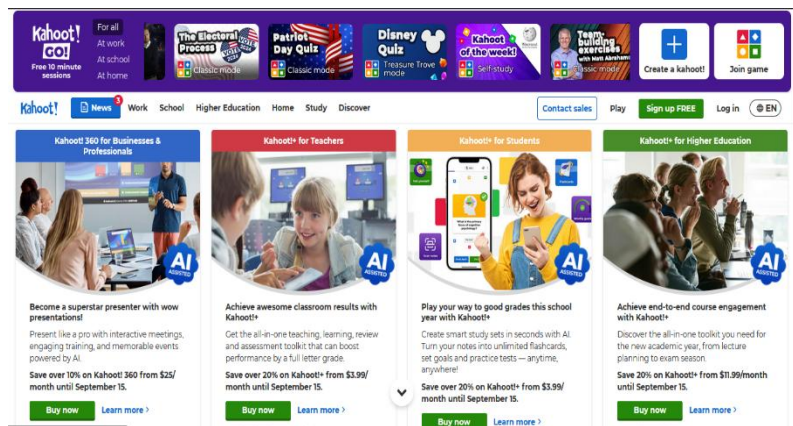 Kahoot!
GO!
Free 10 minute
sessions
For all
At work
At school
At home
The Electoral
Process
VOTE
2024
Classic mode
Patriot
Day Quiz
Classic mode
Disney
Quiz
Treasure Trove
mode
Kahoot
of the week!
Self-study
Team-
building
exercises
with Matt Abrahams
Classic mode
Create a kahoot!
Join game
Kahoot!
News
3
Work
School
Higher Education
Home
Study
Discover
Contact sales
Play
Sign up FREE
Log in
EN
Kahoot! 360 for Businesses &
Professionals
AI
ASSISTED
Become a superstar presenter with wow
presentations!
Present like a pro with interactive meetings,
engaging training, and memorable events
powered by AI.
Save over 10% on Kahoot! 360 from $25/
month until September 15.
Buy now
Learn more >
Kahoot!+ for Teachers
AI
ASSISTED
Achieve awesome classroom results with
Kahoot!+
Get the all-in-one teaching, learning, review
and assessment toolkit that can boost
performance by a full letter grade.
Save over 20% on Kahoot!+ from $3.99/
month until September 15.
Buy now
Learn more >
Kahoot!+ for Students
AI
ASSISTED
Play your way to good grades this school
year with Kahoot!+
Create smart study sets in seconds with AI.
Turn your notes into unlimited flashcards,
set goals and practice tests — anytime,
anywhere!
Save over 20% on Kahoot!+ from $3.99/
month until September 15.
Buy now
Learn more >
Kahoot!+ for Higher Education
AI
ASSISTED
Achieve end-to-end course engagement
with Kahoot!+
Discover the all-in-one toolkit you need for
the new academic year, from lecture
planning to exam season.
Save 20% on Kahoot!+ from $11.99/month
until September 15.
Buy now
Learn more >